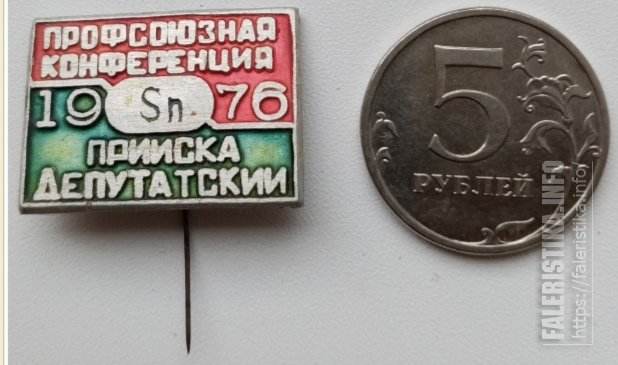 ПРОФСОЮЗНАЯ
КОНФЕРЕНЦИЯ
19 Sn 76
ПРИИСКА
ДЕПУТАТСКИЙ
5
РУБЛЕЙ
FALERISTIKA.INFO
https://faleristika.info/